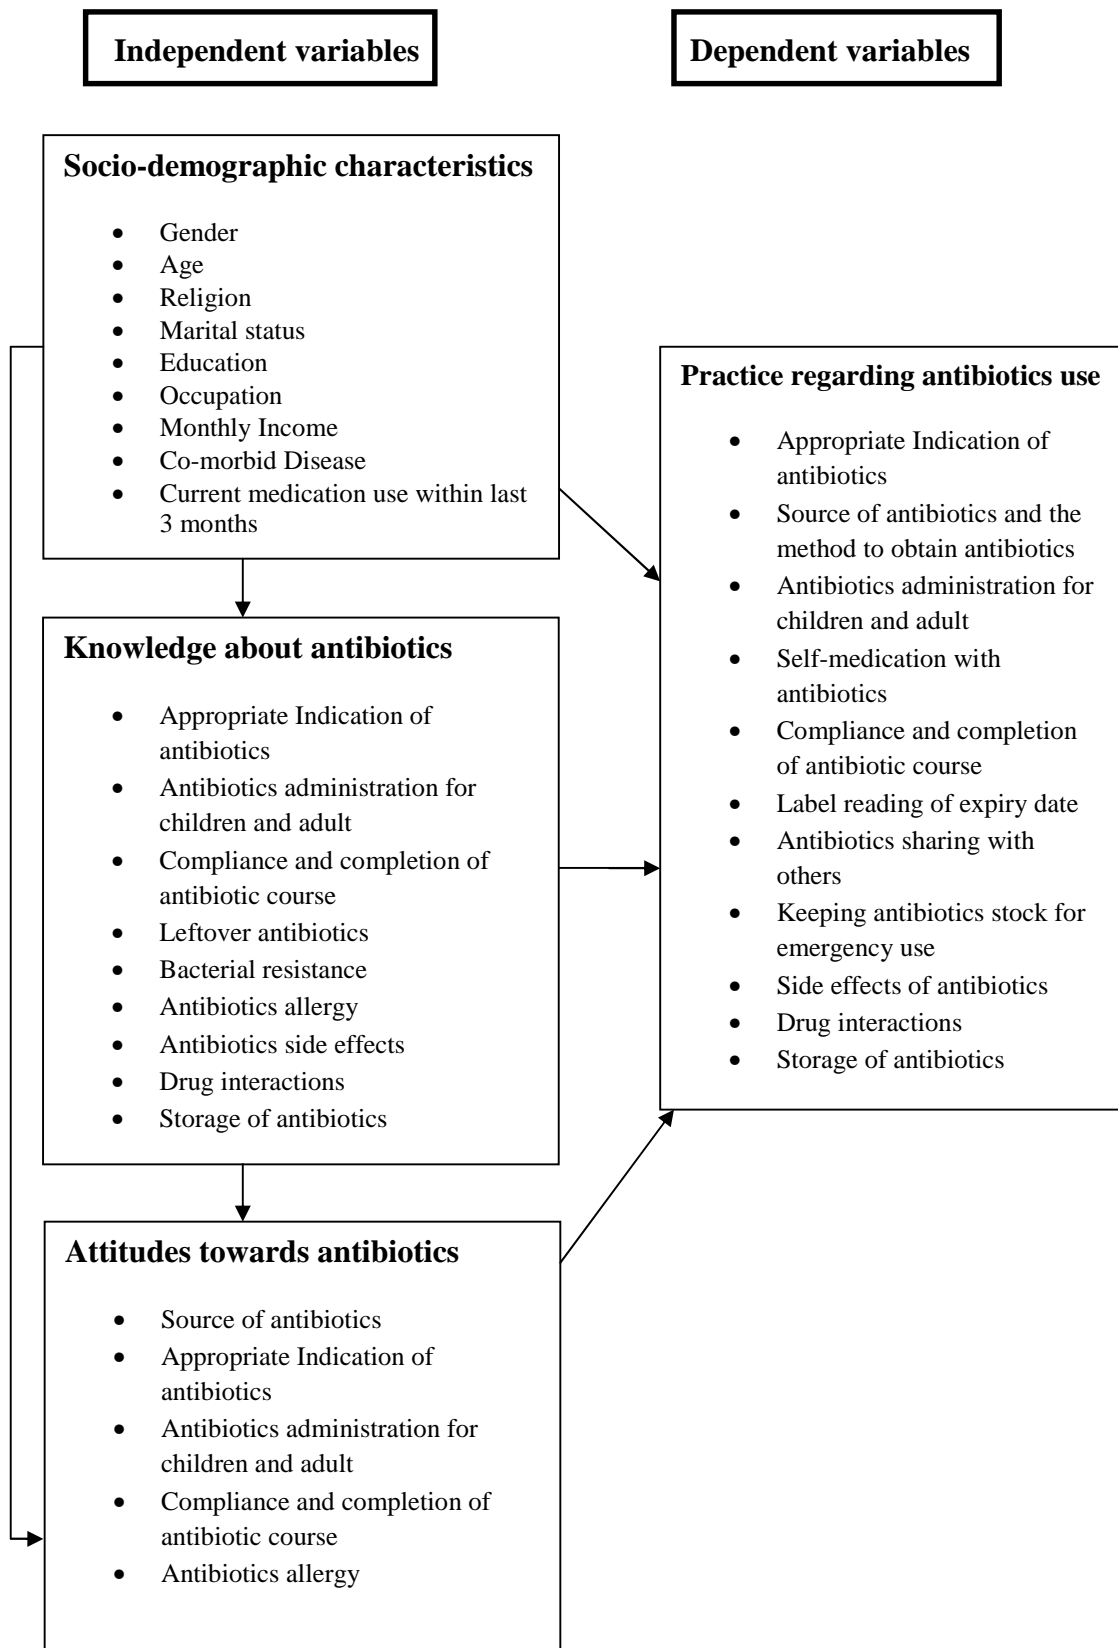 Independent variables
Dependent variables
Socio-demographic characteristics
• Gender
• Age
• Religion
• Marital status
• Education
• Occupation
• Monthly Income
• Co-morbid Disease
• Current medication use within last
3 months
Knowledge about antibiotics
• Appropriate Indication of
antibiotics
• Antibiotics administration for
children and adult
• Compliance and completion of
antibiotic course
• Leftover antibiotics
• Bacterial resistance
• Antibiotics allergy
• Antibiotics side effects
• Drug interactions
• Storage of antibiotics
Attitudes towards antibiotics
• Source of antibiotics
• Appropriate Indication of
antibiotics
• Antibiotics administration for
children and adult
• Compliance and completion of
antibiotic course
• Antibiotics allergy
Practice regarding antibiotics use
• Appropriate Indication of
antibiotics
• Source of antibiotics and the
method to obtain antibiotics
• Antibiotics administration for
children and adult
• Self-medication with
antibiotics
• Compliance and completion
of antibiotic course
• Label reading of expiry date
• Antibiotics sharing with
others
• Keeping antibiotics stock for
emergency use
• Side effects of antibiotics
• Drug interactions
• Storage of antibiotics